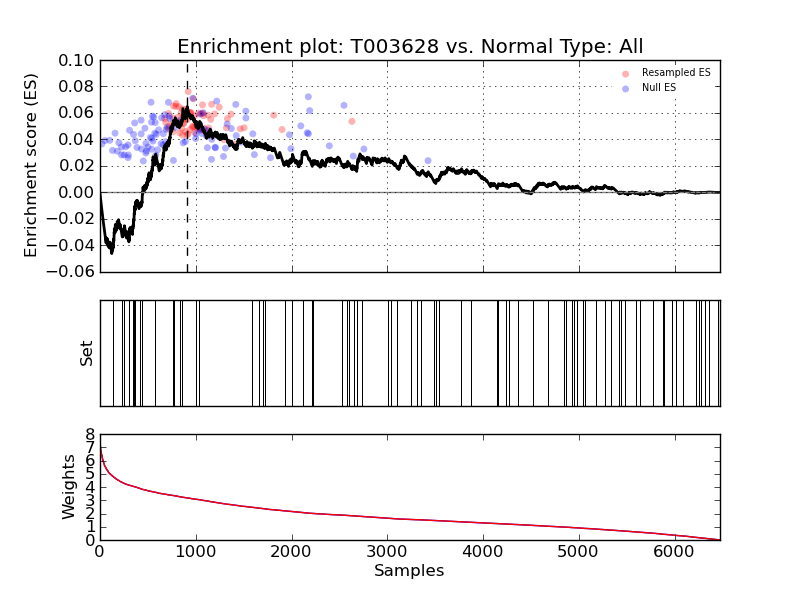 Enrichment plot: T003628 vs. Normal Type: All
Enrichment score (ES)
0.10
0.08
0.06
0.04
0.02
0.00
−0.02
−0.04
−0.06
Resampled ES
Null ES
Set
Weights
8
7
6
5
4
3
2
1
0
0 1000 2000 3000 4000 5000 6000
Samples